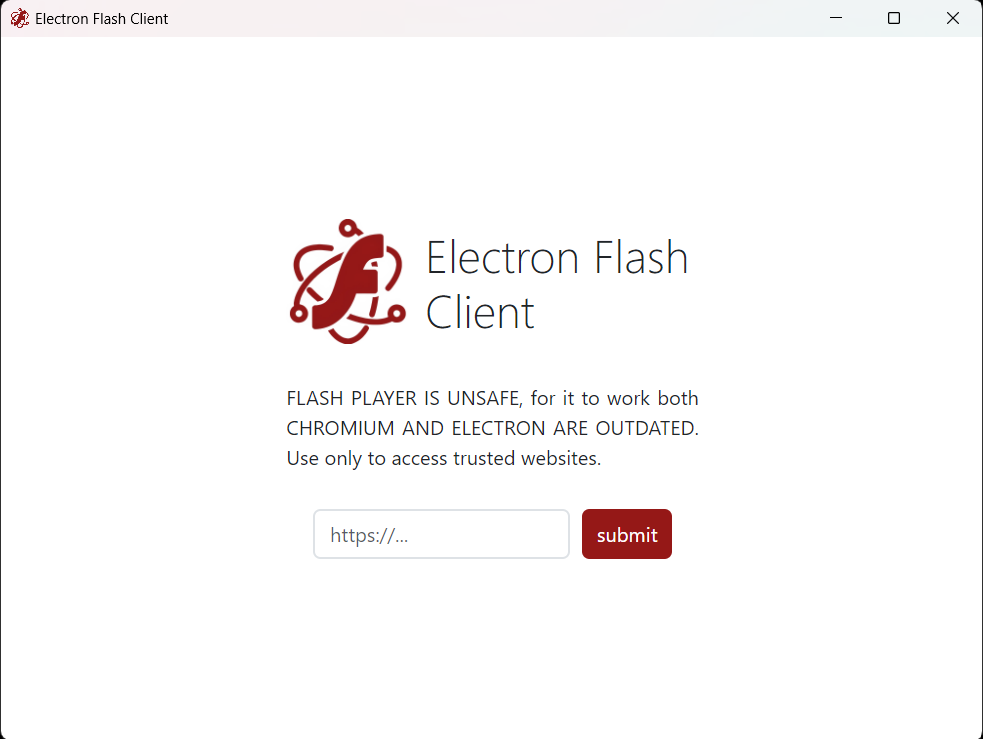 Electron Flash Client
Electron Flash
Client
FLASH PLAYER IS UNSAFE, for it to work both
CHROMIUM AND ELECTRON ARE OUTDATED.
Use only to access trusted websites.
https://...
submit